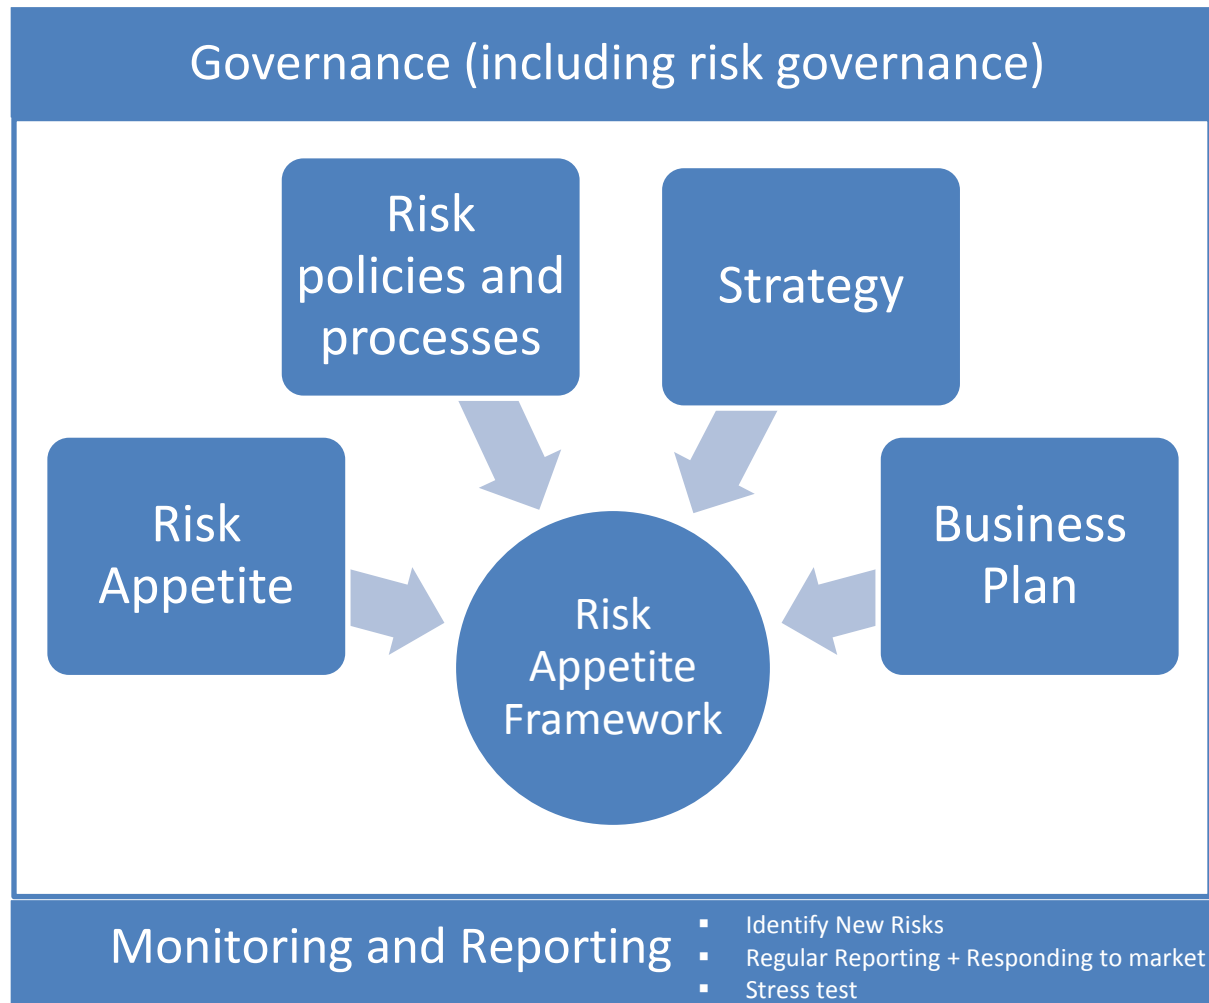 Governance (including risk governance)
Risk
policies and
processes
Strategy
Risk
Appetite
Business
Plan
Risk
Appetite
Framework
Monitoring and Reporting
▪ Identify New Risks
▪ Regular Reporting + Responding to market
▪ Stress test